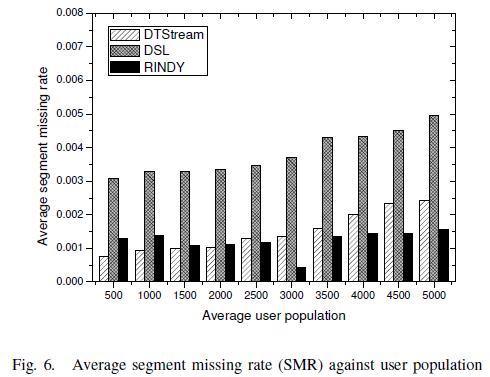 0.008
0.007
0.006
0.005
0.004
0.003
0.002
0.001
0.000
Average segment missing rate
DTStream
DSL
RINDY
500 1000 1500 2000 2500 3000 3500 4000 4500 5000
Average user population
Fig. 6. Average segment missing rate (SMR) against user population